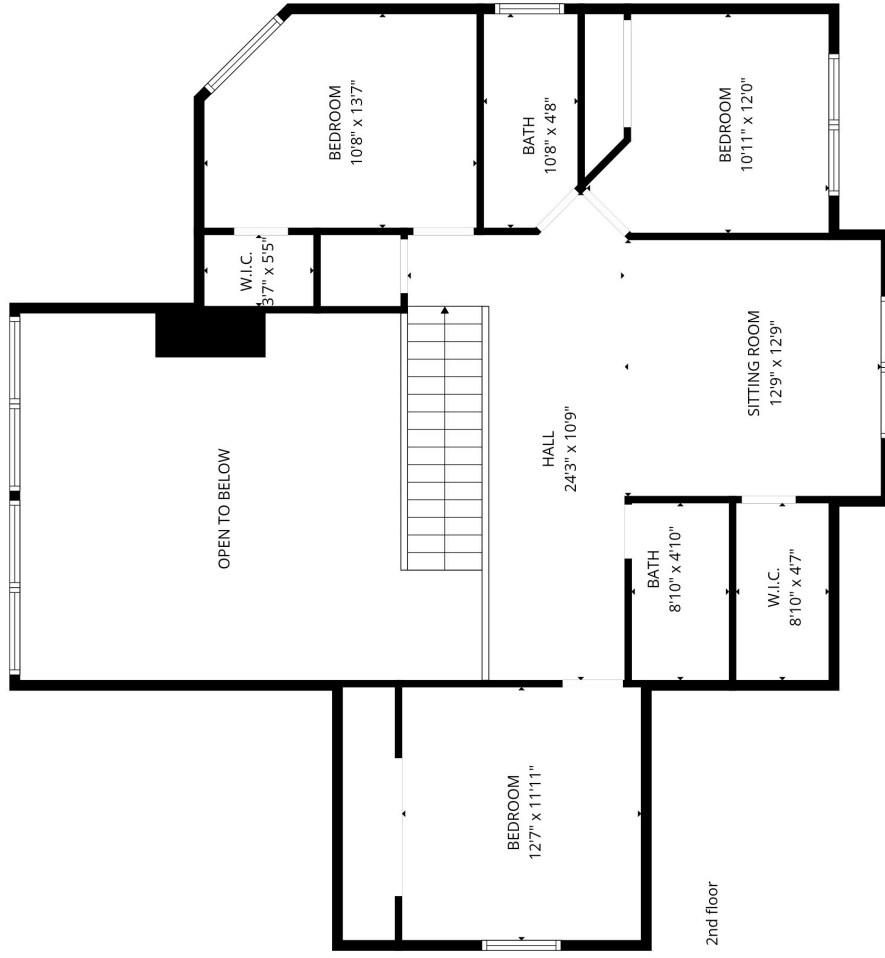 BEDROOM
10'8" x 13'7"
BATH
10'8" x 4'8"
BEDROOM
10'11" x 12'0"
W.I.C.
3'7" x 5'5"
SITTING ROOM
12'9" x 12'9"
HALL
24'3" x 10'9"
OPEN TO BELOW
BATH
8'10" x 4'10"
W.I.C.
8'10" x 4'7"
BEDROOM
12'7" x 11'11"
2nd floor